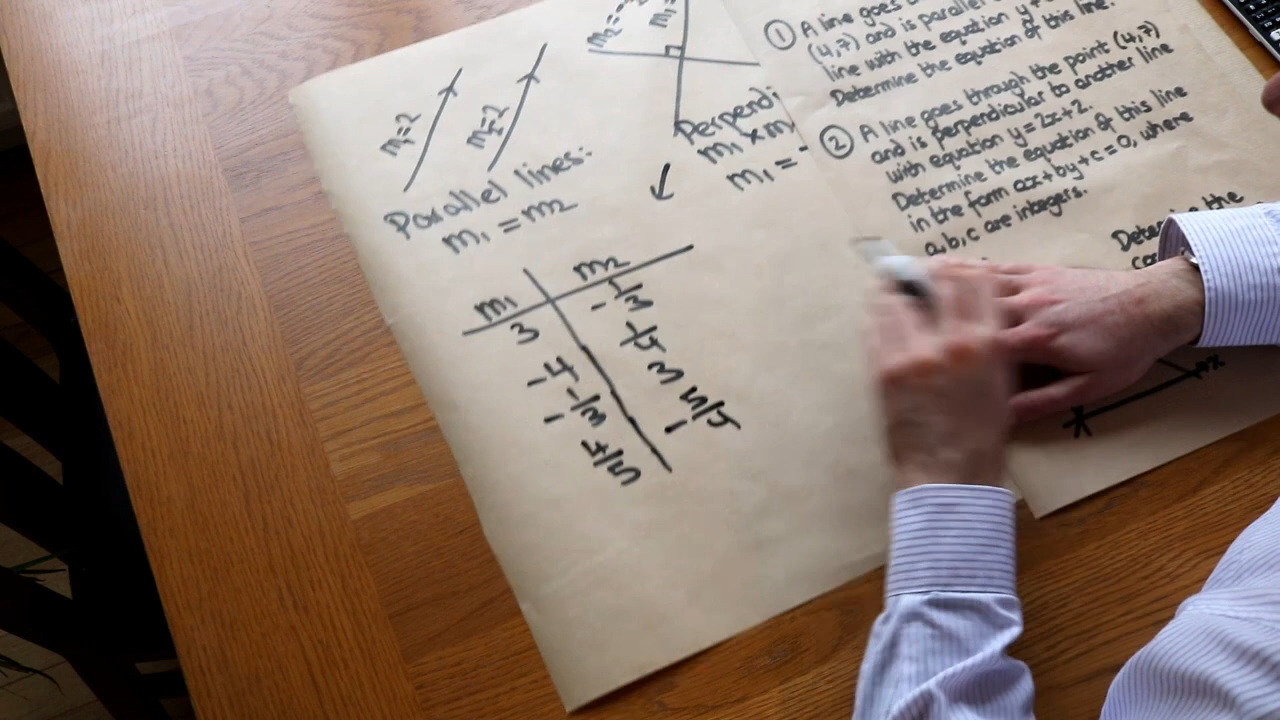 m₁=2
m₂=2
Parallel lines:
m₁ = m₂
m₁
Perpendi
m₁ × m
m₁ = -
m₁ m₂
3 -1/3
-4 1/4
-1/3 3
4/5 -5/4
① A line goes
(4,7) and is parallel
line with the equation y
Determine the equation of this line.
② A line goes through the point (4,7)
and is perpendicular to another line
with equation y=2x+2.
Determine the equation of this line
in the form ax+by+c=0, where
a,b,c are integers.
Determine the
x